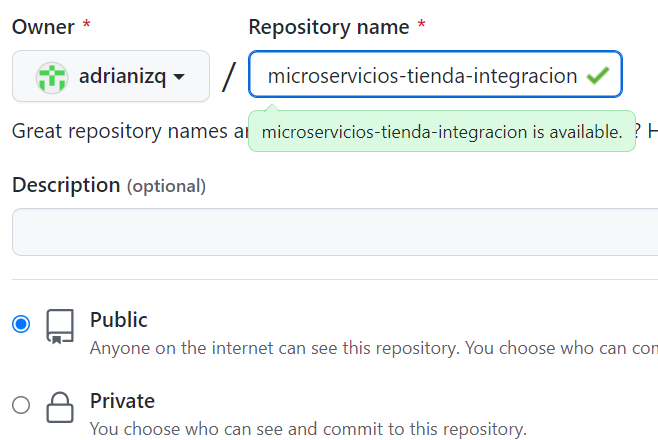 Owner *
Repository name *
adrianizq
/
microservicios-tienda-integracion
Great repository names
microservicios-tienda-integracion is available.
? H
Description (optional)
Public
Anyone on the internet can see this repository. You choose who can
Private
You choose who can see and commit to this repository.